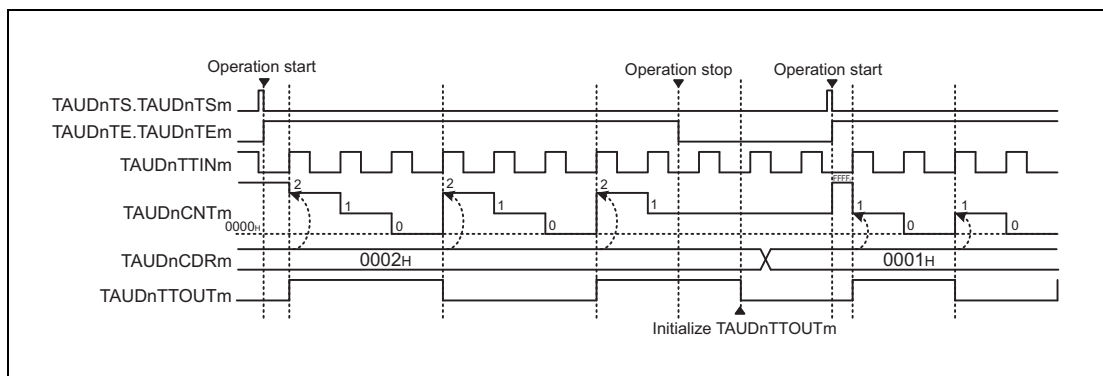 Operation start Operation stop Operation start
TAUDnTS.TAUDnTSm
TAUDnTE.TAUDnTEm
TAUDnTTINm
FFFF
2 2 2
TAUDnCNTm 1 1 1 1 1
0000H 0 0 0 0
TAUDnCDRm 0002H 0001H
TAUDnTTOUTm
Initialize TAUDnTTOUTm